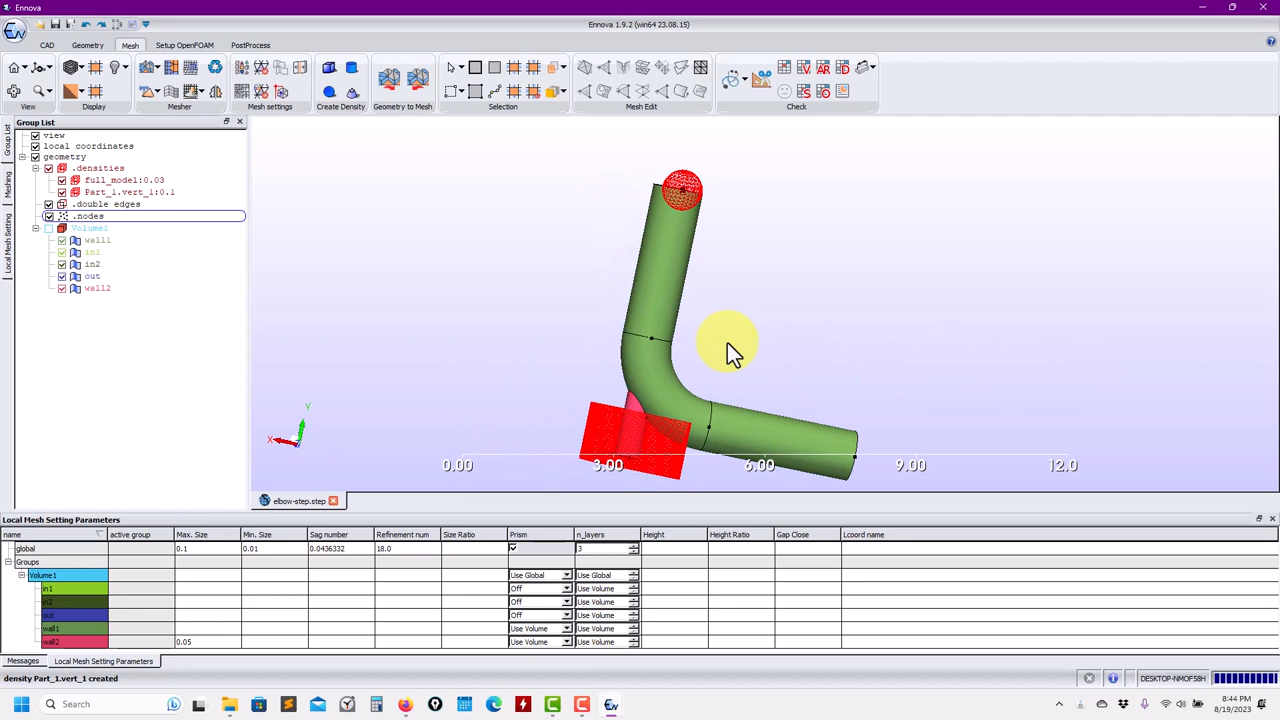 Ennova
Ennova 1.9.2 (win64 23.08.15)
CAD Geometry Mesh Setup OpenFOAM PostProcess
View Display Mesher Mesh settings Create Density Geometry to Mesh Selection Mesh Edit Check
Group List
Group List
Meshing
Local Mesh Setting
view
local coordinates
geometry
.densities
full_model:0.03
Part_1.vert_1:0.1
.double edges
.nodes
Volume1
wall1
in1
in2
out
wall2
Y
X
0.00 3.00 6.00 9.00 12.0
elbow-step.step
Local Mesh Setting Parameters
name active group Max. Size Min. Size Sag number Refinement num Size Ratio Prism n_layers Height Height Ratio Gap Close Lcoord name
global 0.1 0.01 0.0436332 18.0 3
Groups
Volume1 Use Global Use Global
in1 Off Use Volume
in2 Off Use Volume
out Off Use Volume
wall1 Use Volume Use Volume
wall2 0.05 Use Volume Use Volume
Messages Local Mesh Setting Parameters
density Part_1.vert_1 created
DESKTOP-NMOF58H
Search
1:44 PM
8/19/2023